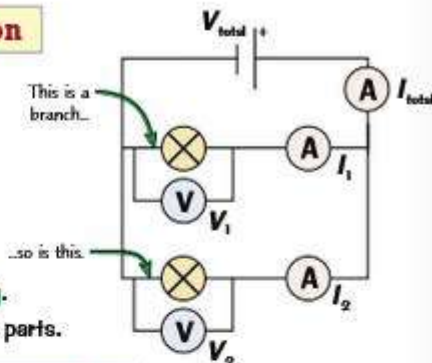 on
V total +
A I total
This is a
branch...
A I₁
V V₁
...so is this.
A I₂
parts.
V V₂